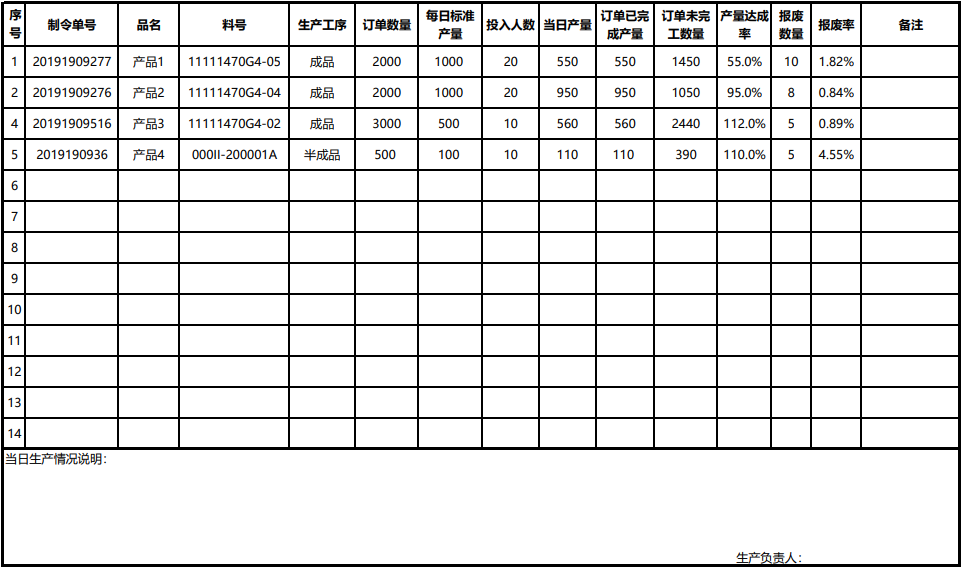 序号 制令单号 品名 料号 生产工序 订单数量 每日标准产量 投入人数 当日产量 订单已完成产量 订单未完工数量 产量达成率 报废数量 报废率 备注
1 20191909277 产品1 11111470G4-05 成品 2000 1000 20 550 550 1450 55.0% 10 1.82%
2 20191909276 产品2 11111470G4-04 成品 2000 1000 20 950 950 1050 95.0% 8 0.84%
4 20191909516 产品3 11111470G4-02 成品 3000 500 10 560 560 2440 112.0% 5 0.89%
5 2019190936 产品4 000II-200001A 半成品 500 100 10 110 110 390 110.0% 5 4.55%
6
7
8
9
10
11
12
13
14
当日生产情况说明：
生产负责人：